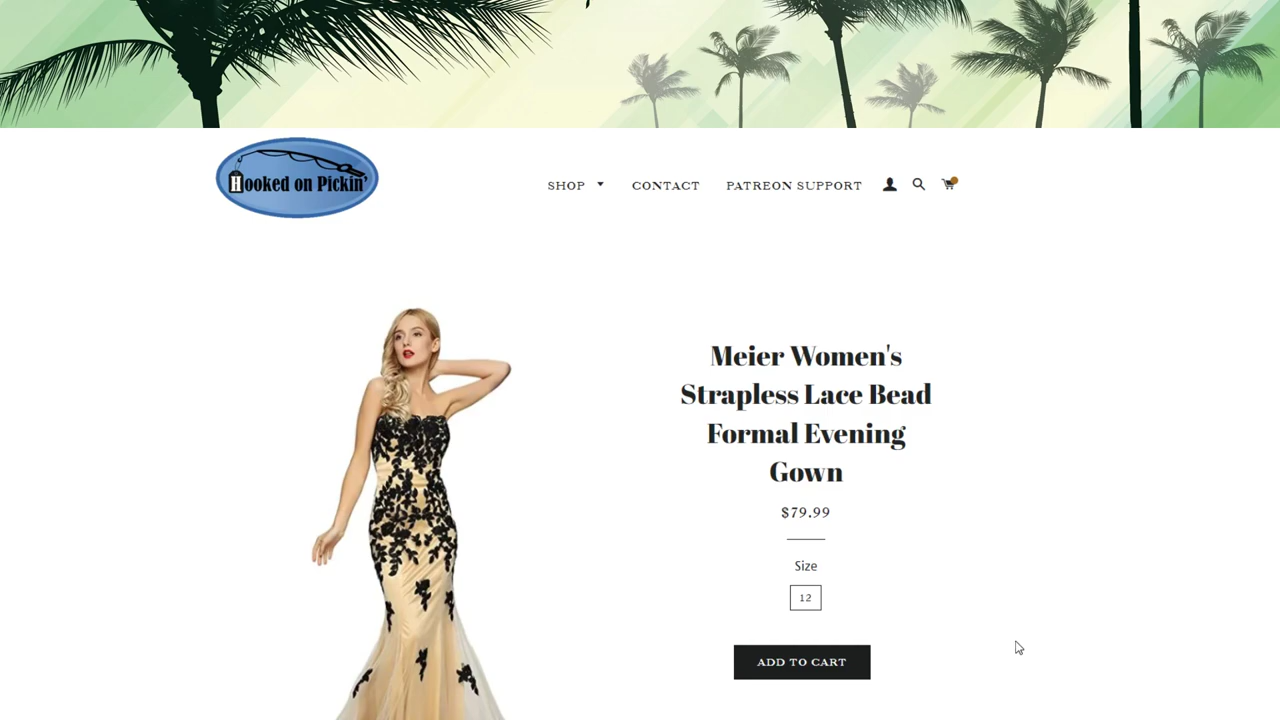 Hooked on Pickin'
SHOP CONTACT PATREON SUPPORT
Meier Women's
Strapless Lace Bead
Formal Evening
Gown
$79.99
Size
12
ADD TO CART